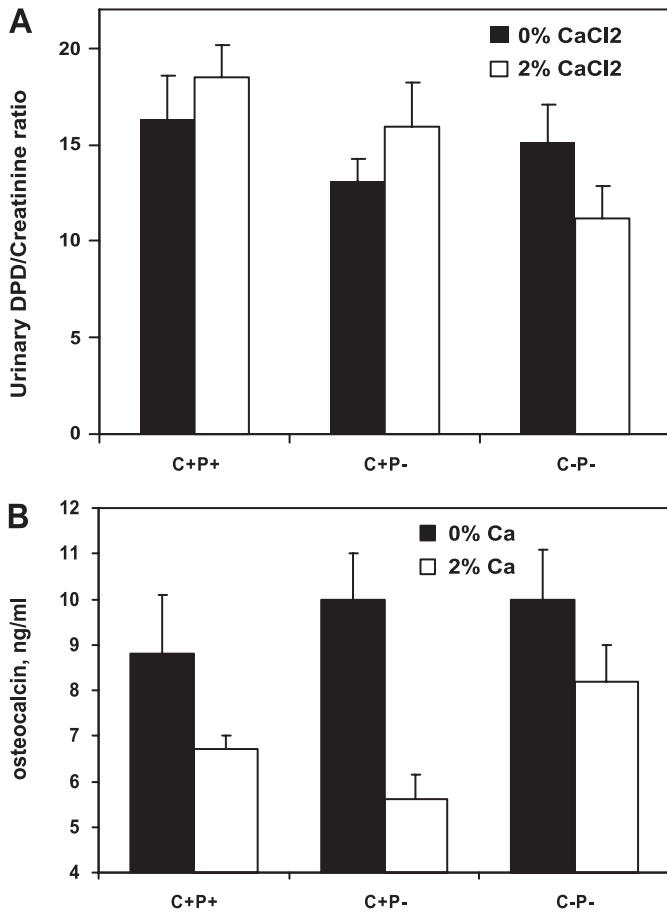 A
0% CaCl2
2% CaCl2
Urinary DPD/Creatinine ratio
20
15
10
5
0
C+P+ C+P- C-P-
B
0% Ca
2% Ca
osteocalcin, ng/ml
12
11
10
9
8
7
6
5
4
C+P+ C+P- C-P-